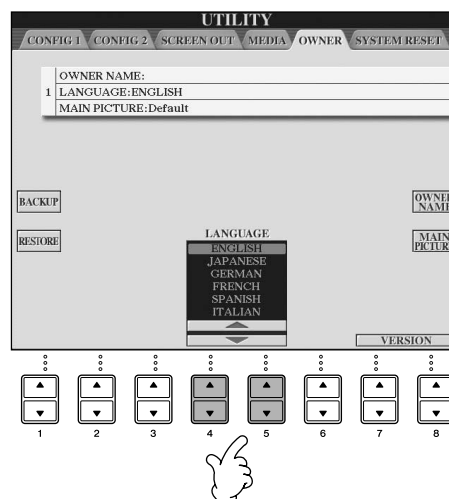 UTILITY
CONFIG 1 CONFIG 2 SCREEN OUT MEDIA OWNER SYSTEM RESET
OWNER NAME:
1 LANGUAGE:ENGLISH
MAIN PICTURE:Default
BACKUP
OWNER
NAME
RESTORE
MAIN
PICTURE
LANGUAGE
ENGLISH
JAPANESE
GERMAN
FRENCH
SPANISH
ITALIAN
VERSION
1 2 3 4 5 6 7 8